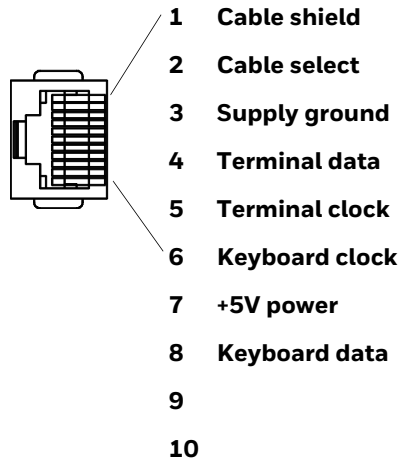 1 Cable shield
2 Cable select
3 Supply ground
4 Terminal data
5 Terminal clock
6 Keyboard clock
7 +5V power
8 Keyboard data
9
10